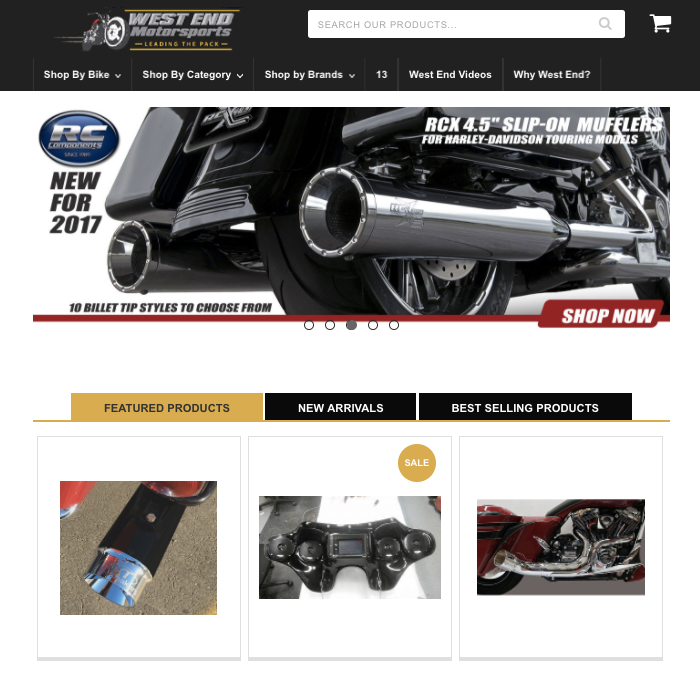 WEST END
Motorsports
LEADING THE PACK
SEARCH OUR PRODUCTS...
Shop By Bike
Shop By Category
Shop by Brands
13
West End Videos
Why West End?
RC
Components
SINCE 1989
NEW
FOR
2017
RCX 4.5" SLIP-ON MUFFLERS
FOR HARLEY-DAVIDSON TOURING MODELS
10 BILLET TIP STYLES TO CHOOSE FROM
SHOP NOW
FEATURED PRODUCTS
NEW ARRIVALS
BEST SELLING PRODUCTS
SALE